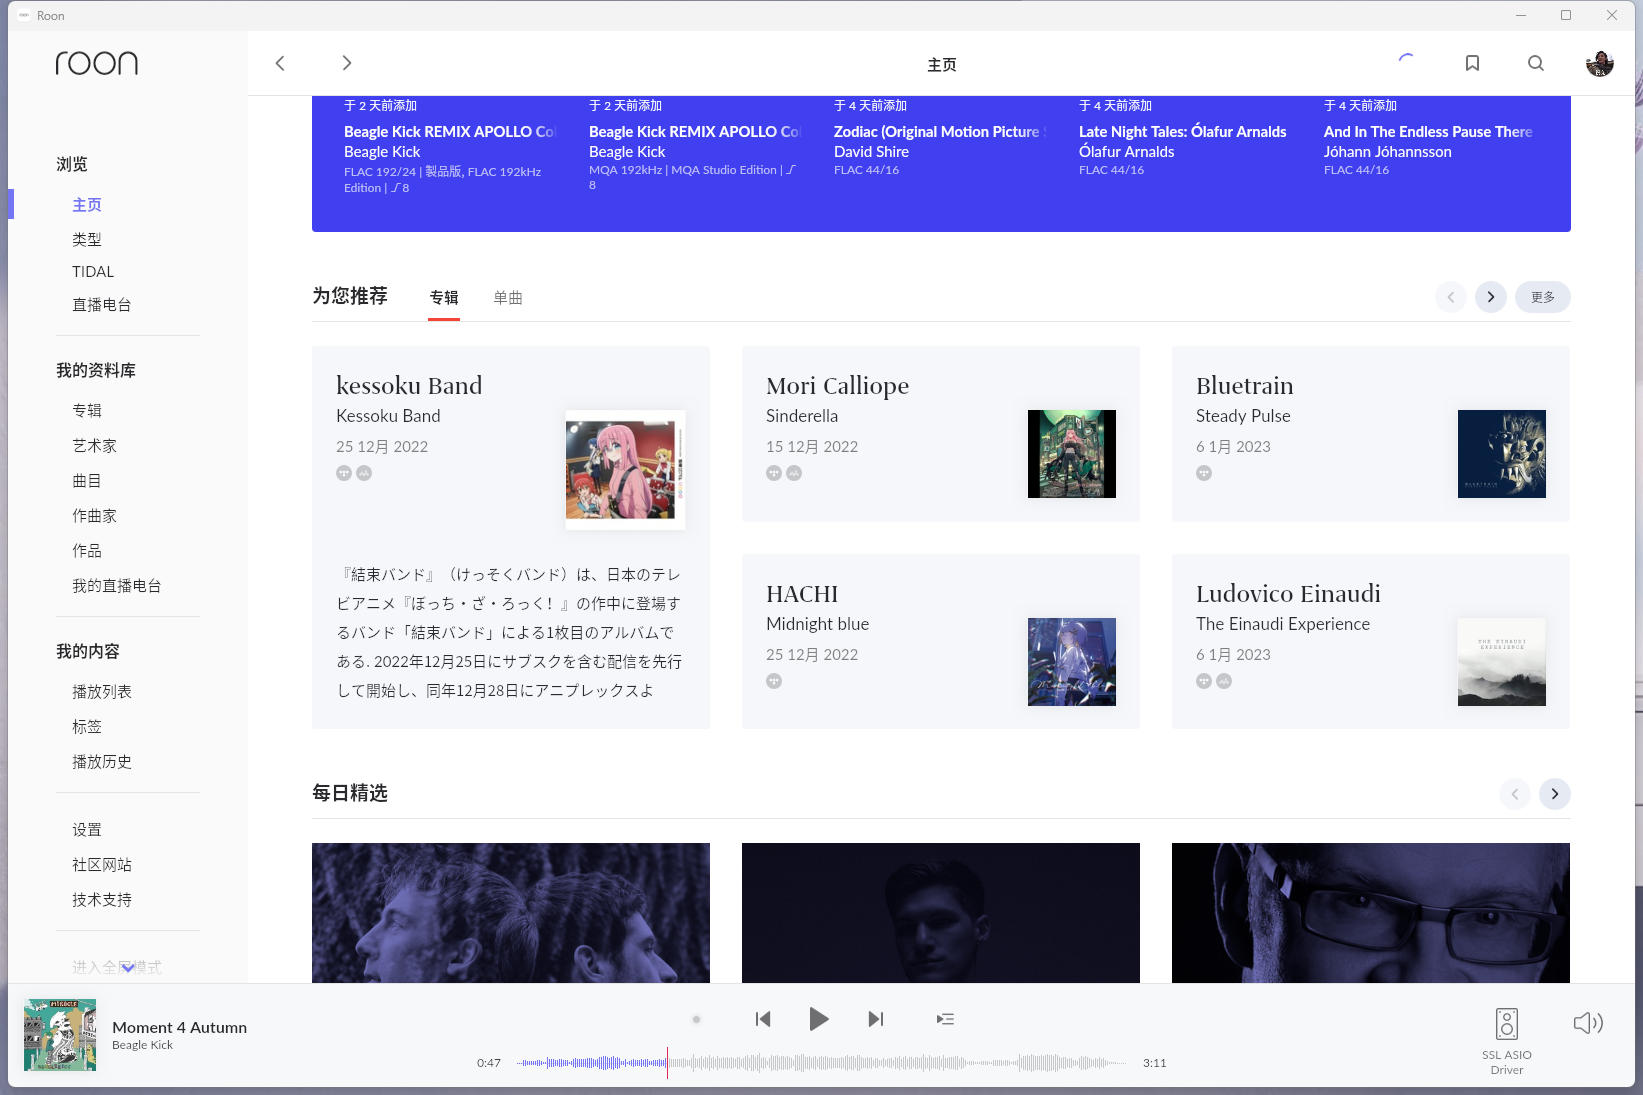 Roon
roon
主页
浏览
主页
类型
TIDAL
直播电台
我的资料库
专辑
艺术家
曲目
作曲家
作品
我的直播电台
我的内容
播放列表
标签
播放历史
设置
社区网站
技术支持
进入全屏模式
于 2 天前添加
Beagle Kick REMIX APOLLO Co
Beagle Kick
FLAC 192/24 | 製品版, FLAC 192kHz
Edition | 8
于 2 天前添加
Beagle Kick REMIX APOLLO Co
Beagle Kick
MQA 192kHz | MQA Studio Edition |
8
于 4 天前添加
Zodiac (Original Motion Picture S
David Shire
FLAC 44/16
于 4 天前添加
Late Night Tales: Ólafur Arnalds
Ólafur Arnalds
FLAC 44/16
于 4 天前添加
And In The Endless Pause There
Jóhann Jóhannsson
FLAC 44/16
为您推荐 专辑 单曲
更多
kessoku Band
Kessoku Band
25 12月 2022
『結束バンド』（けっそくバンド）は、日本のテレ
ビアニメ『ぼっち・ざ・ろっく！』の作中に登場す
るバンド「結束バンド」による1枚目のアルバムで
ある. 2022年12月25日にサブスクを含む配信を先行
して開始し、同年12月28日にアニプレックスよ
Mori Calliope
Sinderella
15 12月 2022
Bluetrain
Steady Pulse
6 1月 2023
BLUETRAIN
HACHI
Midnight blue
25 12月 2022
Ludovico Einaudi
The Einaudi Experience
6 1月 2023
THE EINAUDI
EXPERIENCE
每日精选
MIRACLE
Moment 4 Autumn
Beagle Kick
0:47
3:11
SSL ASIO
Driver